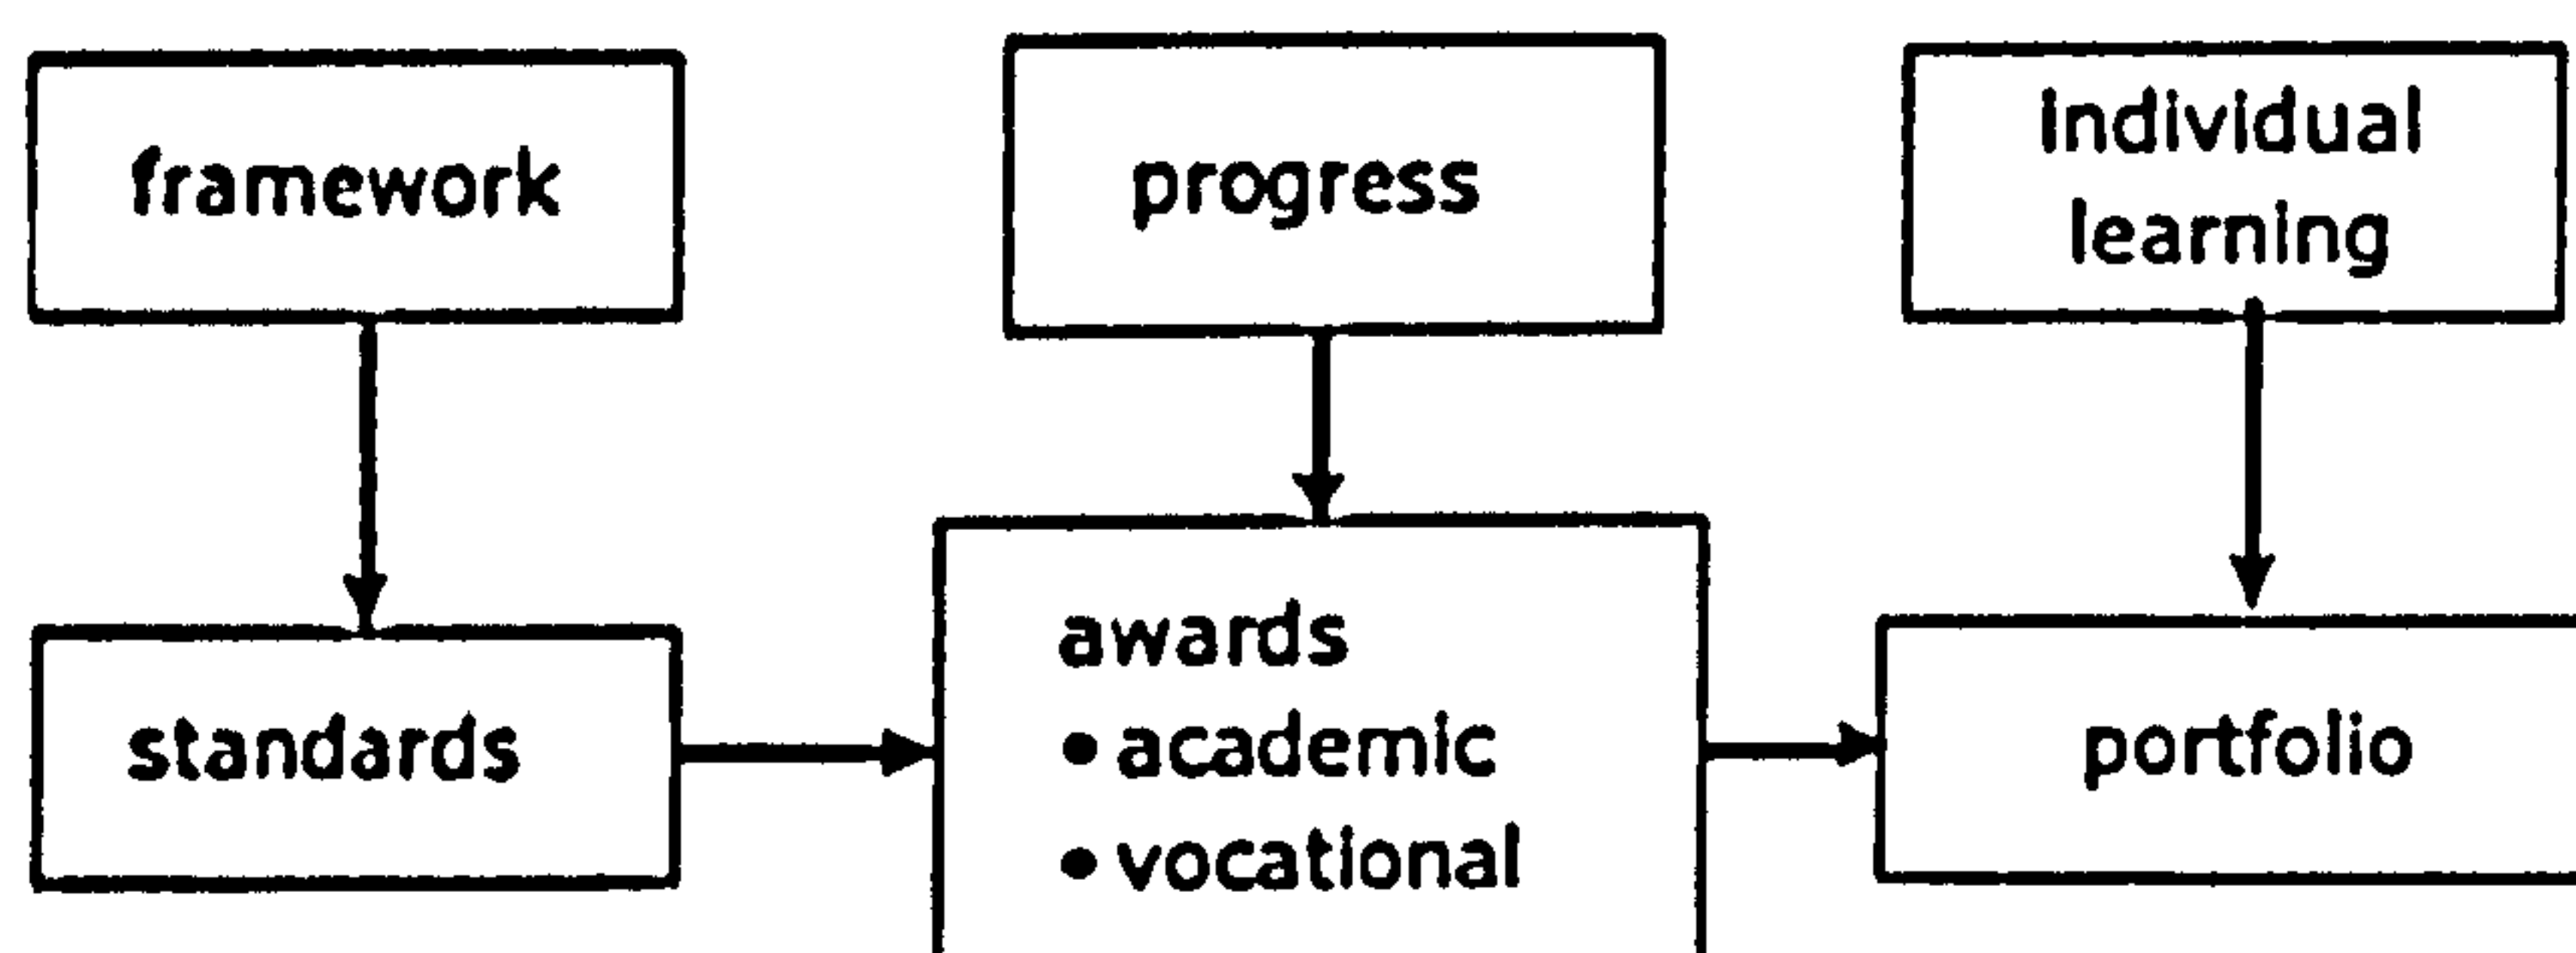 framework
progress
individual
learning
standards
awards
• academic
• vocational
portfolio